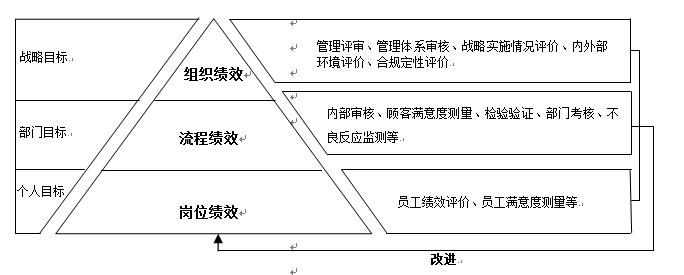 战略目标
组织绩效
管理评审、管理体系审核、战略实施情况评价、内外部
环境评价、合规定性评价.
部门目标
流程绩效
内部审核、顾客满意度测量、检验验证、部门考核、不
良反应监测等.
个人目标
岗位绩效
员工绩效评价、员工满意度测量等.
改进.